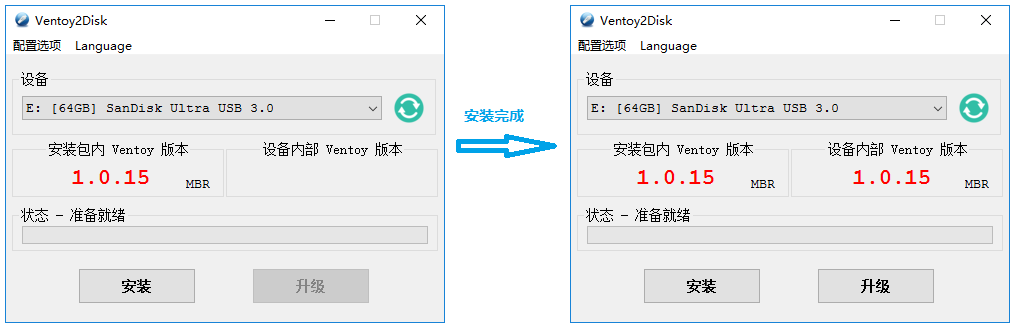 Ventoy2Disk
配置选项 Language
设备
E: [64GB] SanDisk Ultra USB 3.0
安装包内 Ventoy 版本
设备内部 Ventoy 版本
1.0.15 MBR
状态 - 准备就绪
安装 升级
安装完成
Ventoy2Disk
配置选项 Language
设备
E: [64GB] SanDisk Ultra USB 3.0
安装包内 Ventoy 版本
设备内部 Ventoy 版本
1.0.15 MBR 1.0.15 MBR
状态 - 准备就绪
安装 升级